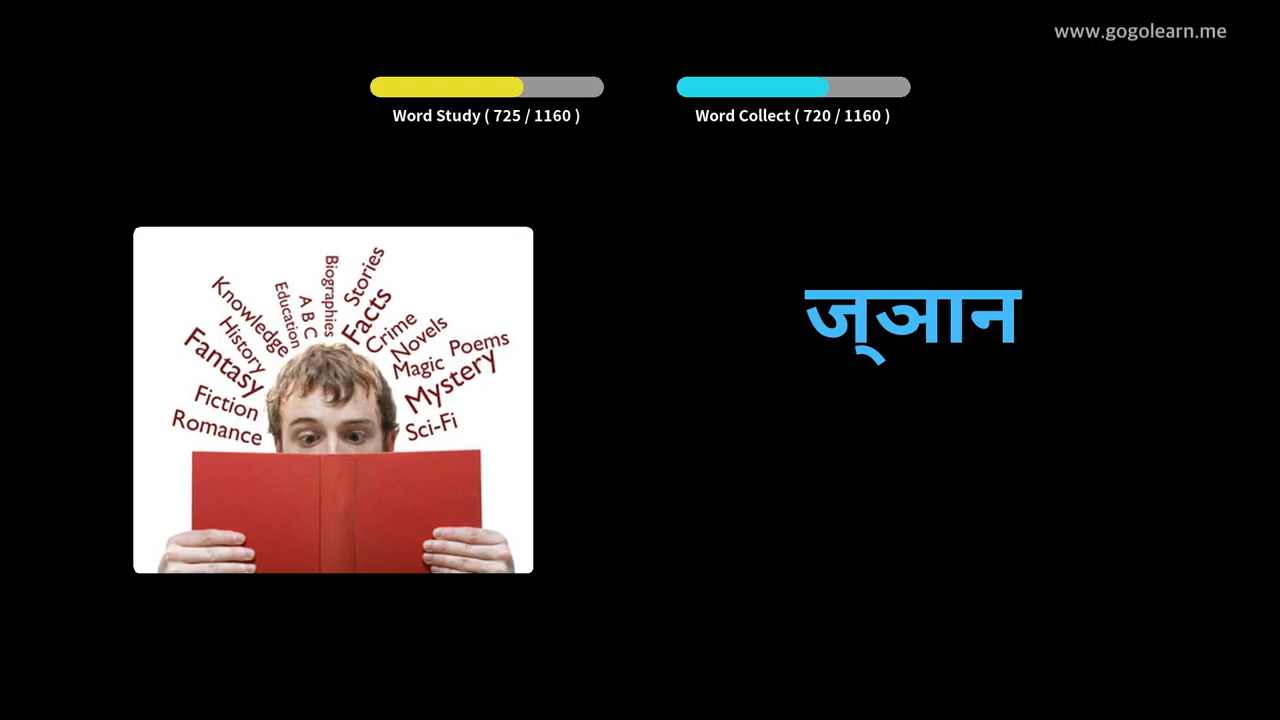 www.gogolearn.me
Word Study ( 725 / 1160 )
Word Collect ( 720 / 1160 )
Biographies
Stories
Education
A B C
Facts
Knowledge
Crime
History
Novels
Fantasy
Magic
Poems
Mystery
Fiction
Romance
Sci-Fi
ज्‌ञान